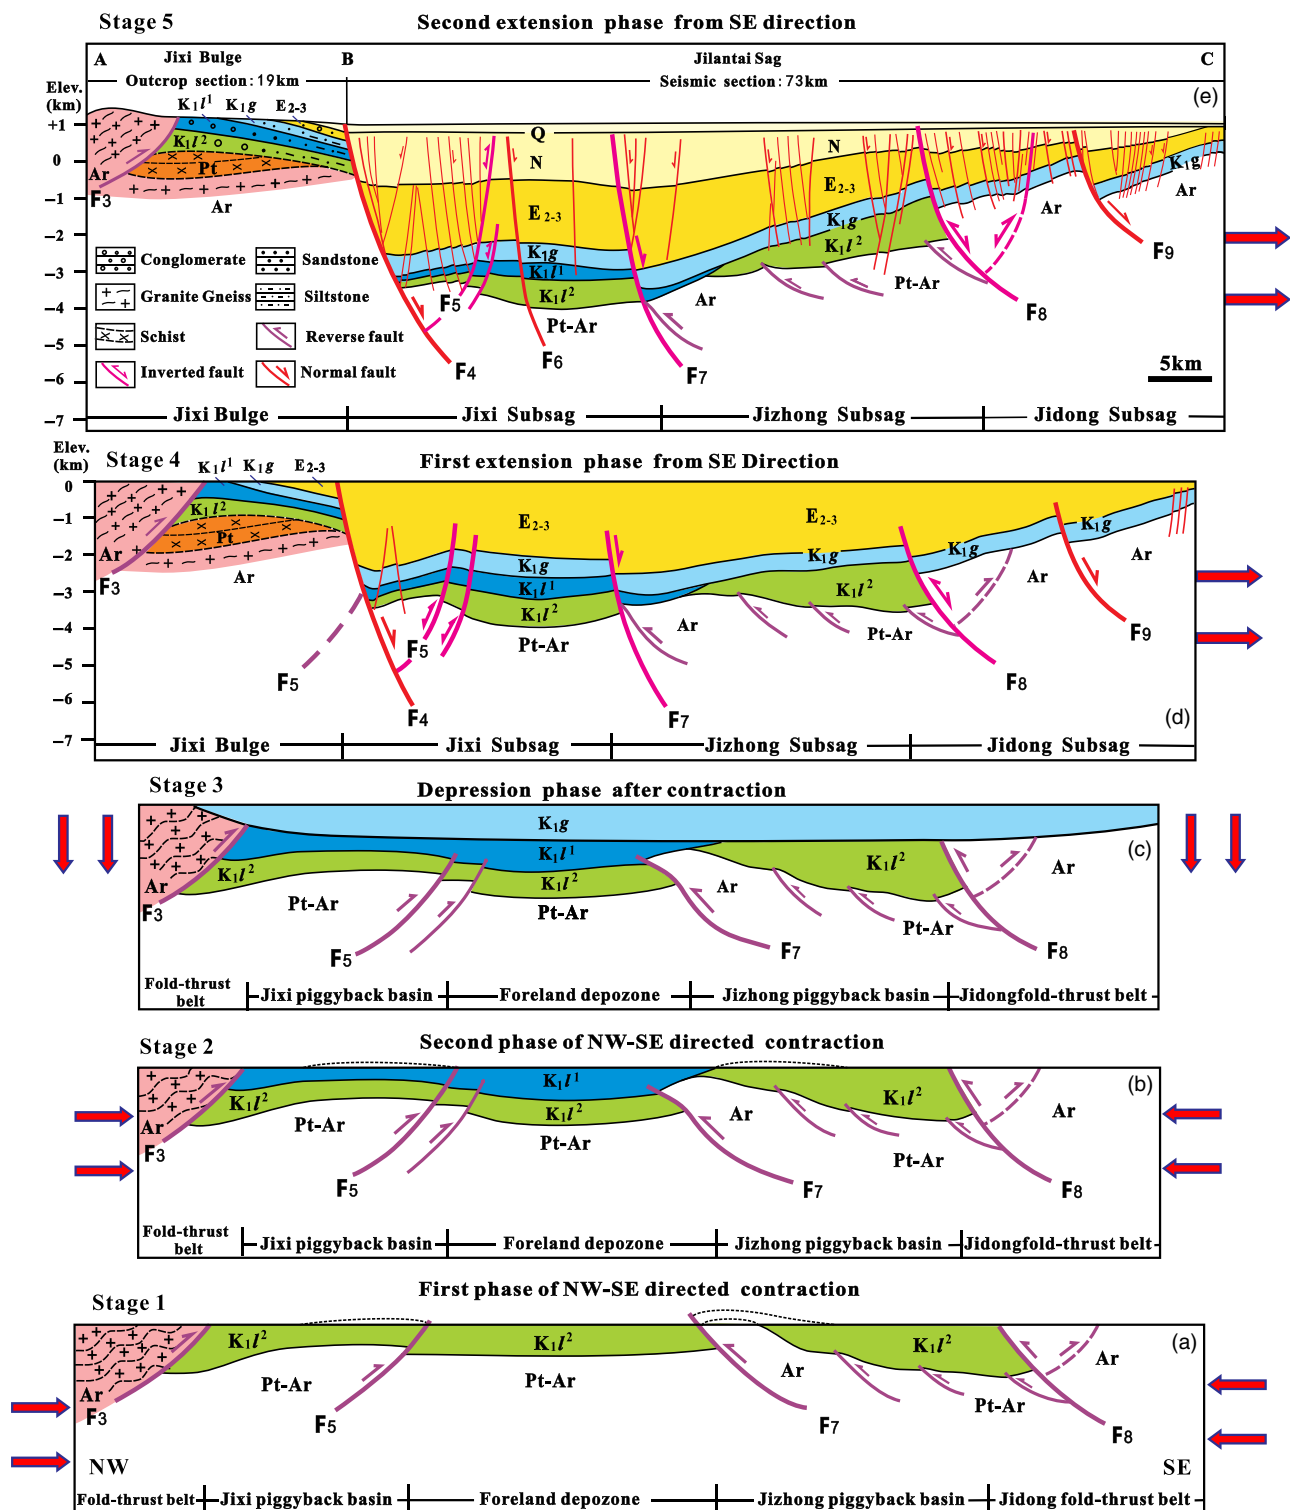 Stage 5
Second extension phase from SE direction
A
Jixi Bulge
B
Jilantai Sag
C
Outcrop section: 19km
Seismic section: 73km
(e)
Elev.
(km)
+1
0
−1
−2
−3
−4
−5
−6
−7
K₁l¹
K₁g
E₂₋₃
K₁l²
Pt
Ar
F3
Ar
Q
N
N
E₂₋₃
E₂₋₃
K₁g
K₁g
K₁g
K₁l¹
K₁l²
K₁l²
Ar
Ar
Ar
Pt-Ar
Pt-Ar
F4
F5
F6
F7
F8
F9
Conglomerate
Sandstone
Granite Gneiss
Siltstone
Schist
Reverse fault
Inverted fault
Normal fault
5km
Jixi Bulge
Jixi Subsag
Jizhong Subsag
Jidong Subsag
Elev.
(km)
Stage 4
First extension phase from SE Direction
0
−1
−2
−3
−4
−5
−6
−7
K₁l¹
K₁g
E₂₋₃
K₁l²
Pt
Ar
F3
Ar
E₂₋₃
E₂₋₃
K₁g
K₁g
K₁g
K₁g
K₁l¹
K₁l²
K₁l²
Ar
Ar
Pt-Ar
Pt-Ar
F5
F5
F4
F7
F8
F9
(d)
Jixi Bulge
Jixi Subsag
Jizhong Subsag
Jidong Subsag
Stage 3
Depression phase after contraction
K₁g
K₁l¹
K₁l²
K₁l²
K₁l²
(c)
Ar
F3
Pt-Ar
Pt-Ar
Ar
Pt-Ar
Ar
F5
F7
F8
Fold-thrust
belt
Jixi piggyback basin
Foreland depozone
Jizhong piggyback basin
Jidongfold-thrust belt
Stage 2
Second phase of NW-SE directed contraction
K₁l¹
K₁l²
K₁l²
K₁l²
(b)
Ar
F3
Pt-Ar
Pt-Ar
Ar
Pt-Ar
Ar
F5
F7
F8
Fold-thrust
belt
Jixi piggyback basin
Foreland depozone
Jizhong piggyback basin
Jidongfold-thrust belt
Stage 1
First phase of NW-SE directed contraction
K₁l²
K₁l²
K₁l²
(a)
Ar
F3
Pt-Ar
Pt-Ar
Ar
Pt-Ar
Ar
F5
F7
F8
NW
SE
Fold-thrust belt
Jixi piggyback basin
Foreland depozone
Jizhong piggyback basin
Jidong fold-thrust belt